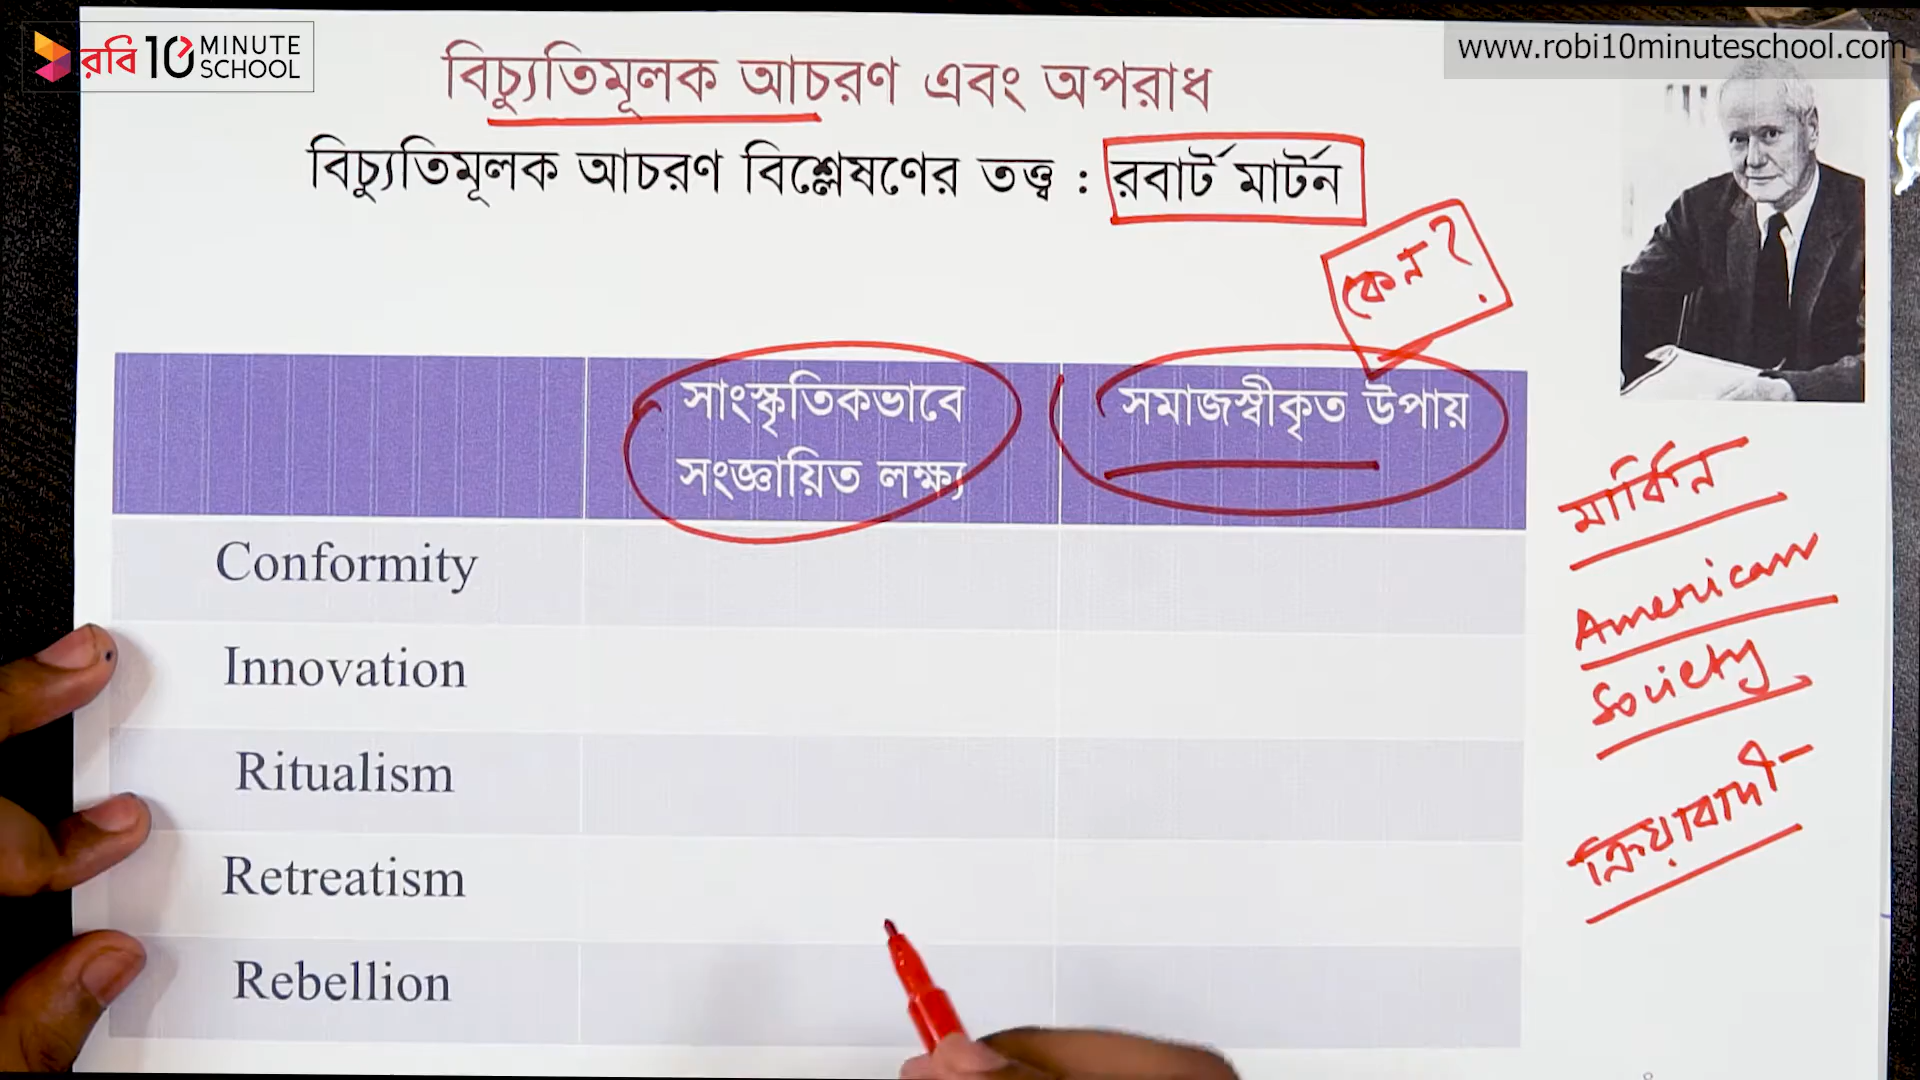 রবি 10 MINUTE SCHOOL
www.robi10minuteschool.com
বিচ্যুতিমূলক আচরণ এবং অপরাধ
বিচ্যুতিমূলক আচরণ বিশ্লেষণের তত্ত্ব : রবার্ট মার্টন
কেন ?
সাংস্কৃতিকভাবে
সংজ্ঞায়িত লক্ষ্য
সমাজস্বীকৃত উপায়
Conformity
Innovation
Ritualism
Retreatism
Rebellion
মার্কিন
American
Society
ক্রিয়াবাদী